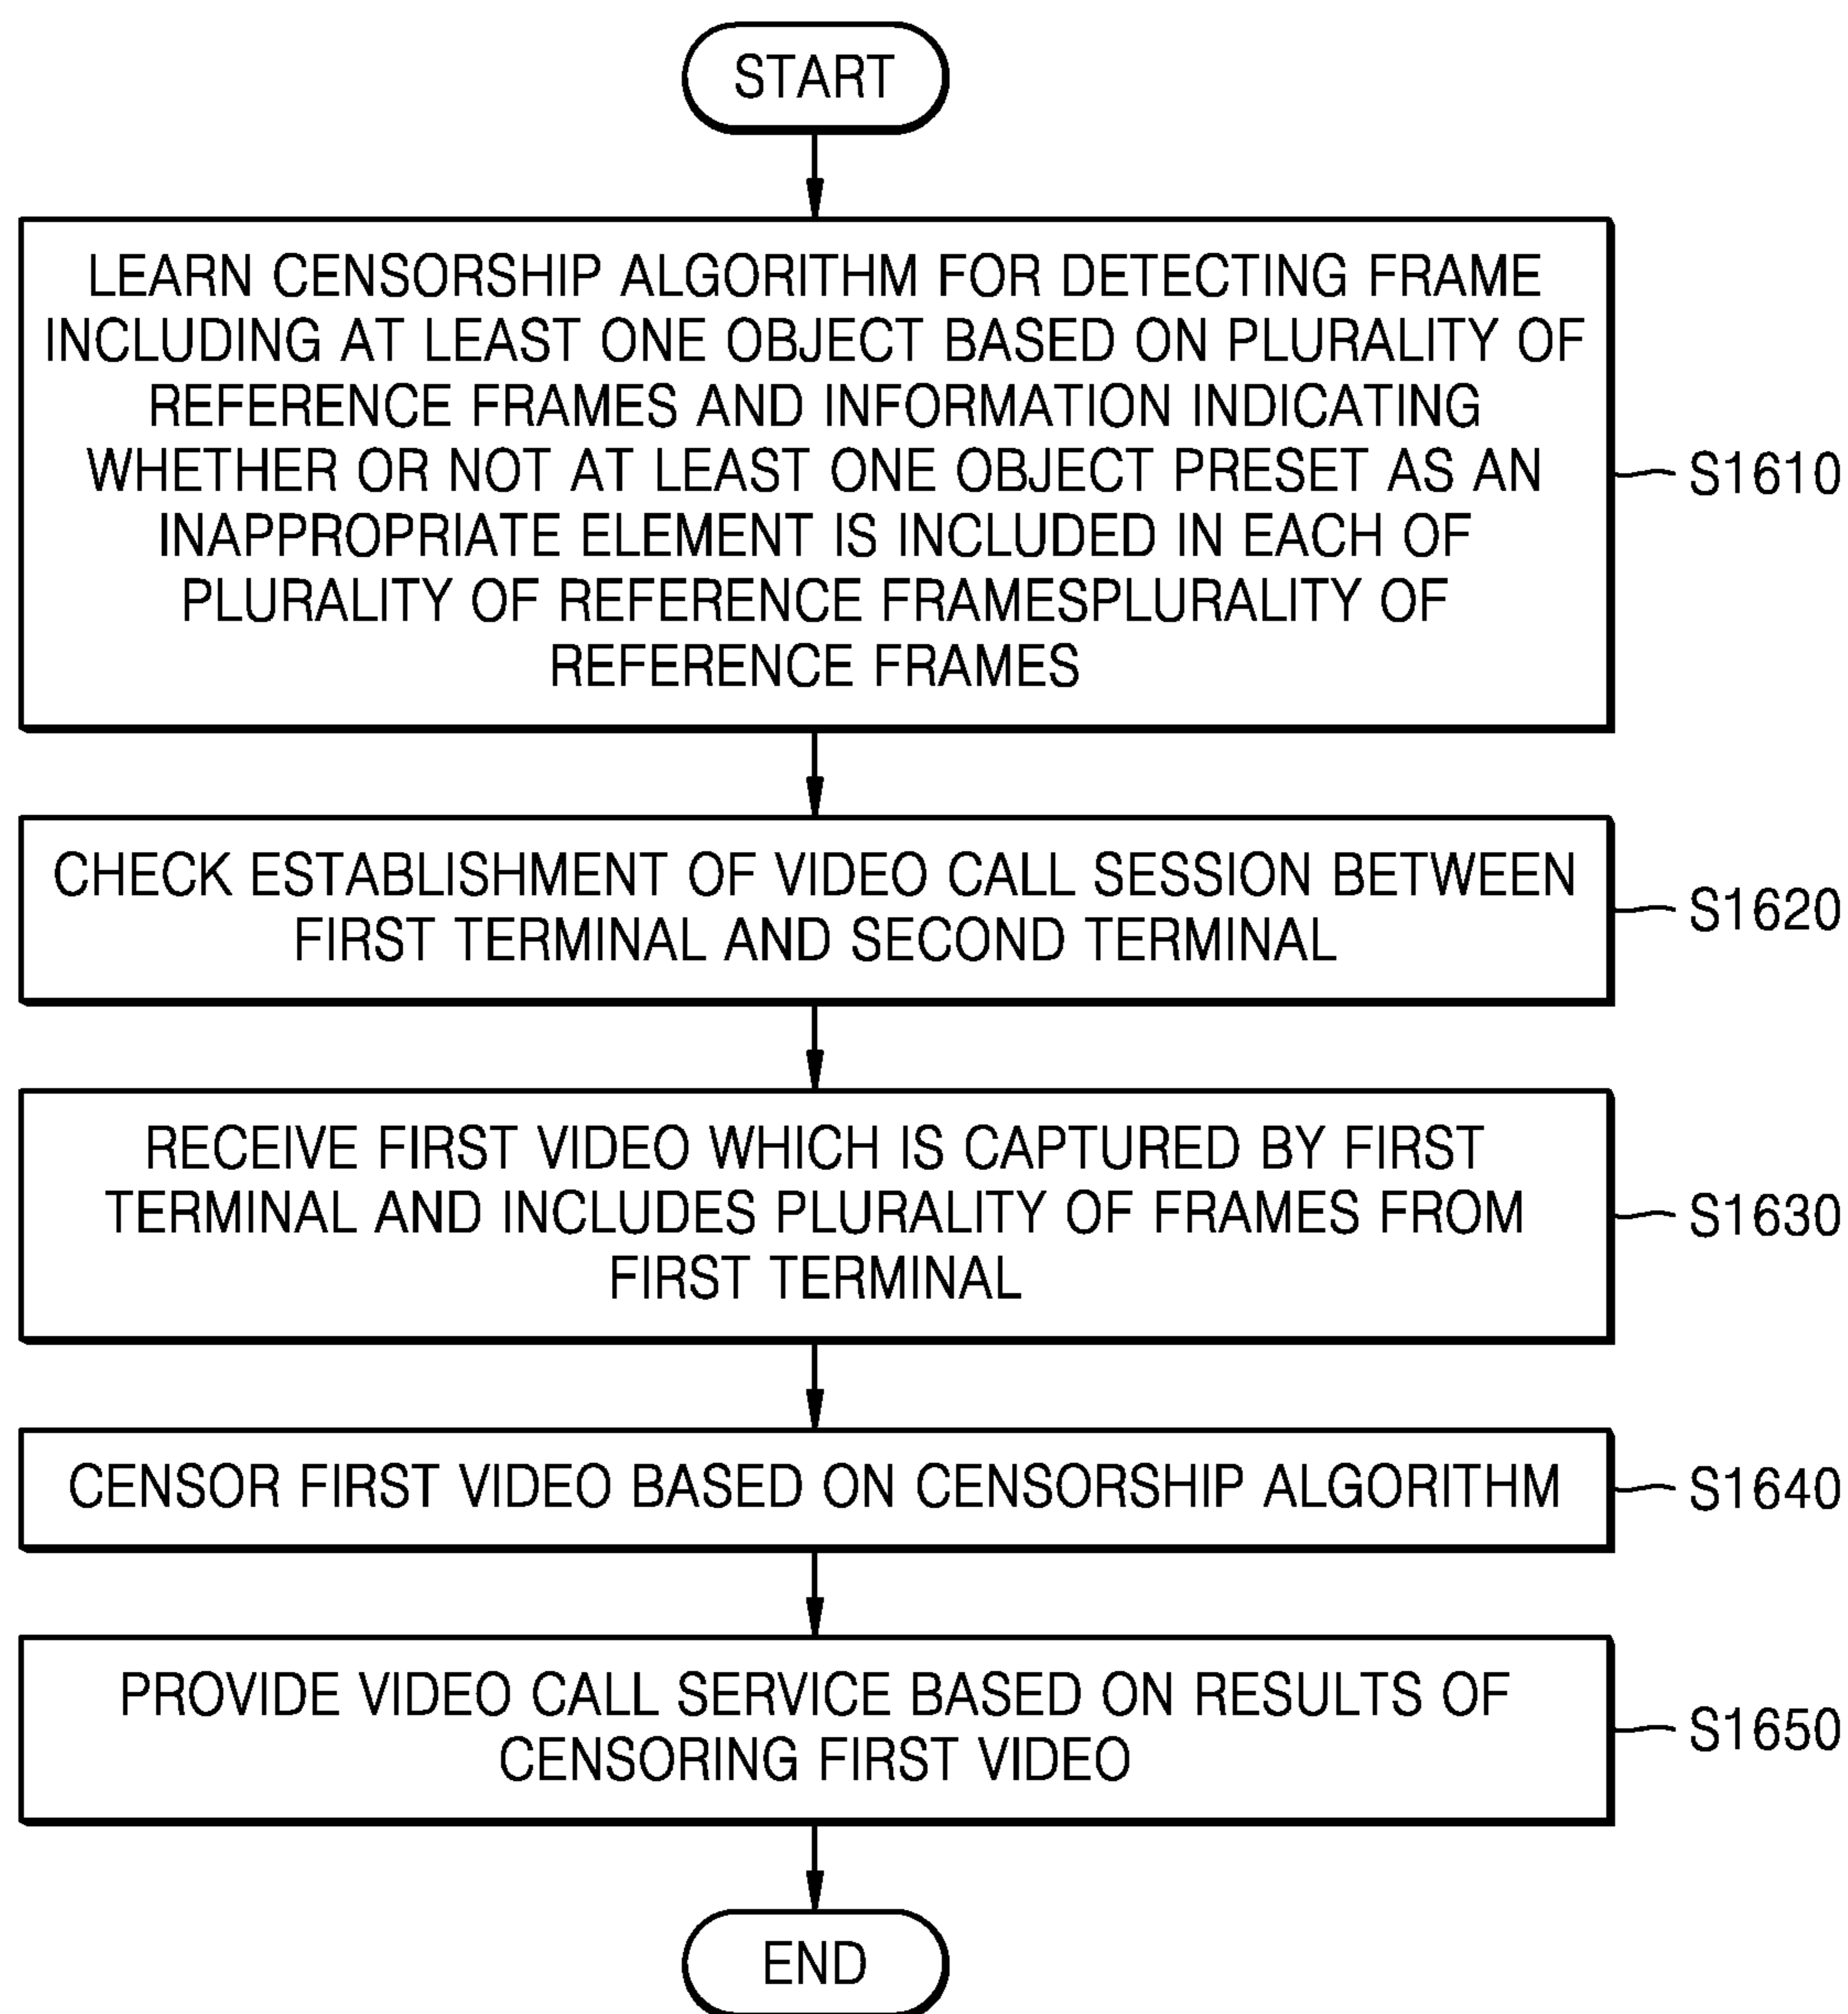 START
LEARN CENSORSHIP ALGORITHM FOR DETECTING FRAME
INCLUDING AT LEAST ONE OBJECT BASED ON PLURALITY OF
REFERENCE FRAMES AND INFORMATION INDICATING
WHETHER OR NOT AT LEAST ONE OBJECT PRESET AS AN
INAPPROPRIATE ELEMENT IS INCLUDED IN EACH OF
PLURALITY OF REFERENCE FRAMESPLURALITY OF
REFERENCE FRAMES
S1610
CHECK ESTABLISHMENT OF VIDEO CALL SESSION BETWEEN
FIRST TERMINAL AND SECOND TERMINAL
S1620
RECEIVE FIRST VIDEO WHICH IS CAPTURED BY FIRST
TERMINAL AND INCLUDES PLURALITY OF FRAMES FROM
FIRST TERMINAL
S1630
CENSOR FIRST VIDEO BASED ON CENSORSHIP ALGORITHM
S1640
PROVIDE VIDEO CALL SERVICE BASED ON RESULTS OF
CENSORING FIRST VIDEO
S1650
END